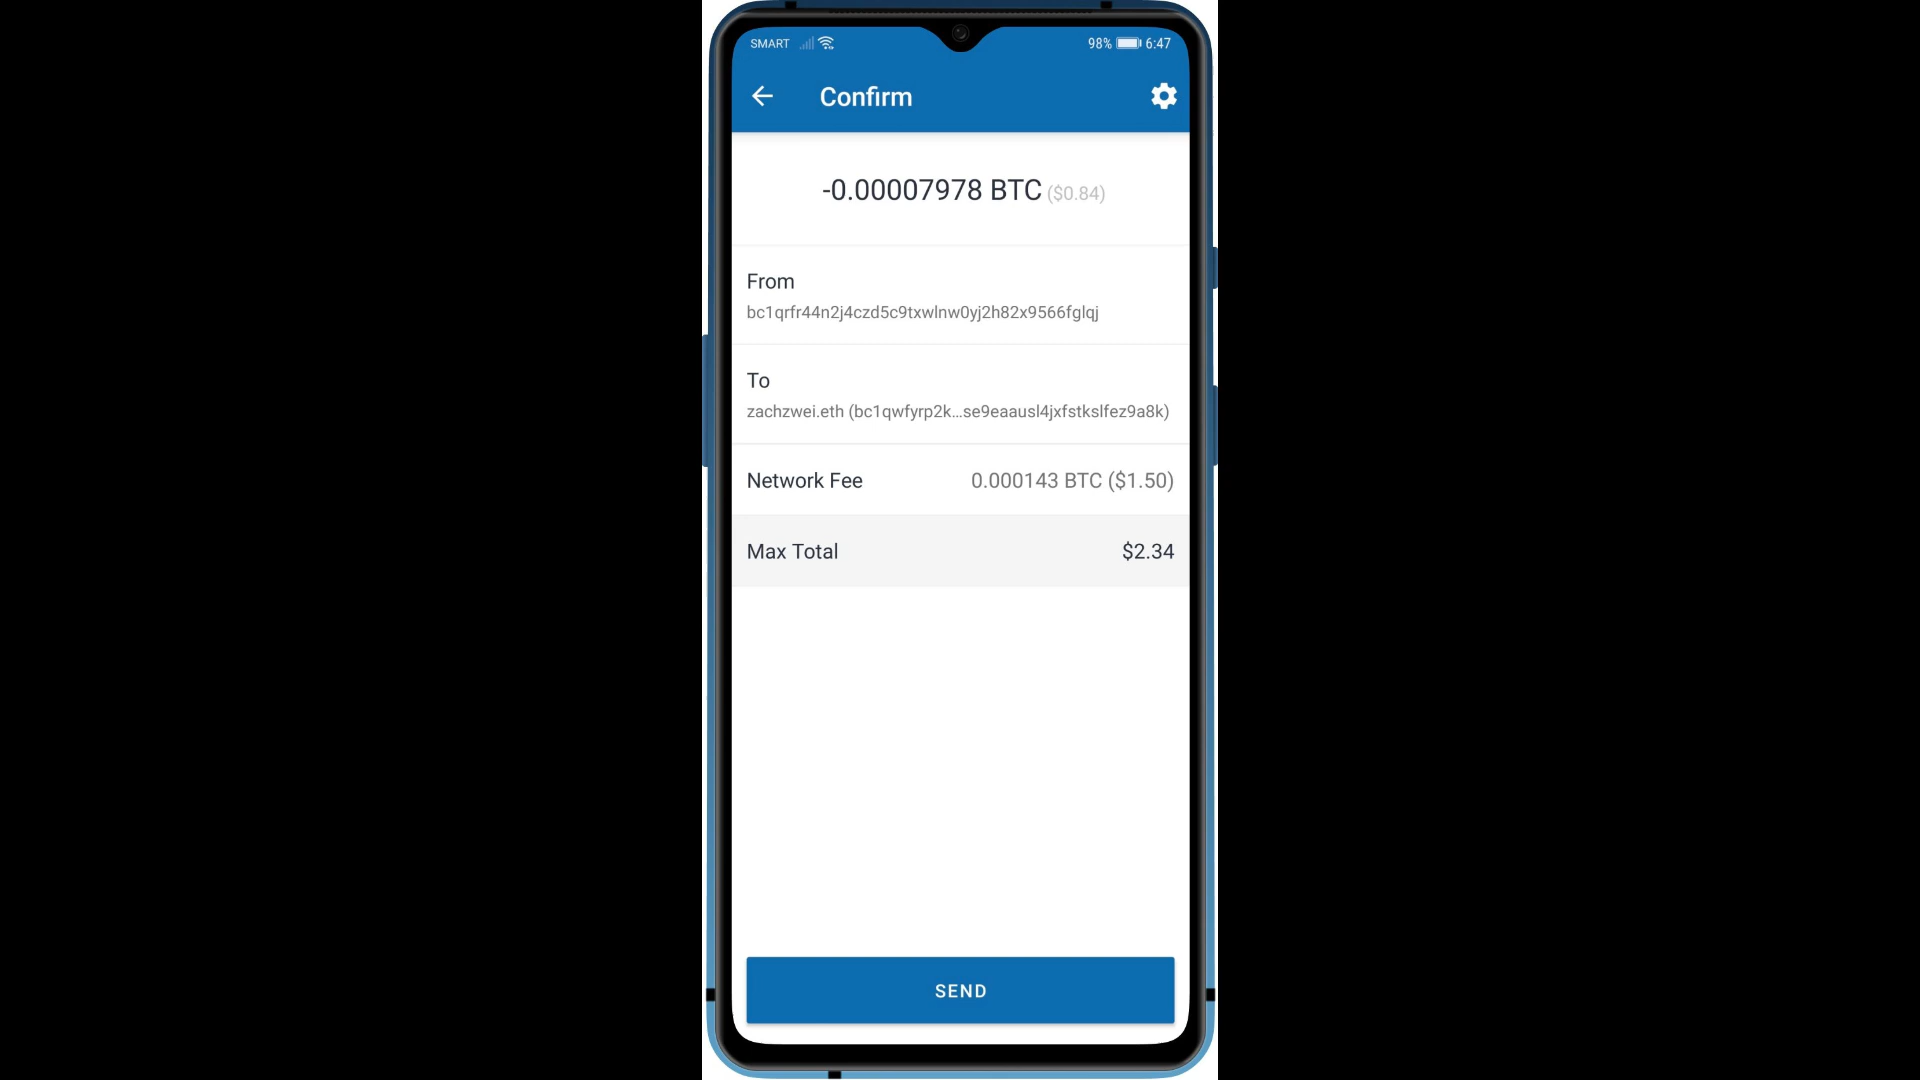 SMART 98% 6:47
Confirm
-0.00007978 BTC ($0.84)
From
bc1qrfr44n2j4czd5c9txwlnw0yj2h82x9566fglqj
To
zachzwei.eth (bc1qwfyrp2k...se9eaausl4jxfstkslfez9a8k)
Network Fee 0.000143 BTC ($1.50)
Max Total $2.34
SEND